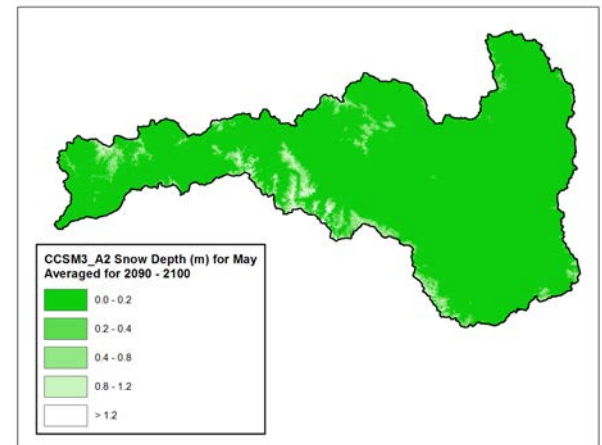 CCSM3_A2 Snow Depth (m) for May
Averaged for 2090 - 2100
0.0 - 0.2
0.2 - 0.4
0.4 - 0.8
0.8 - 1.2
> 1.2